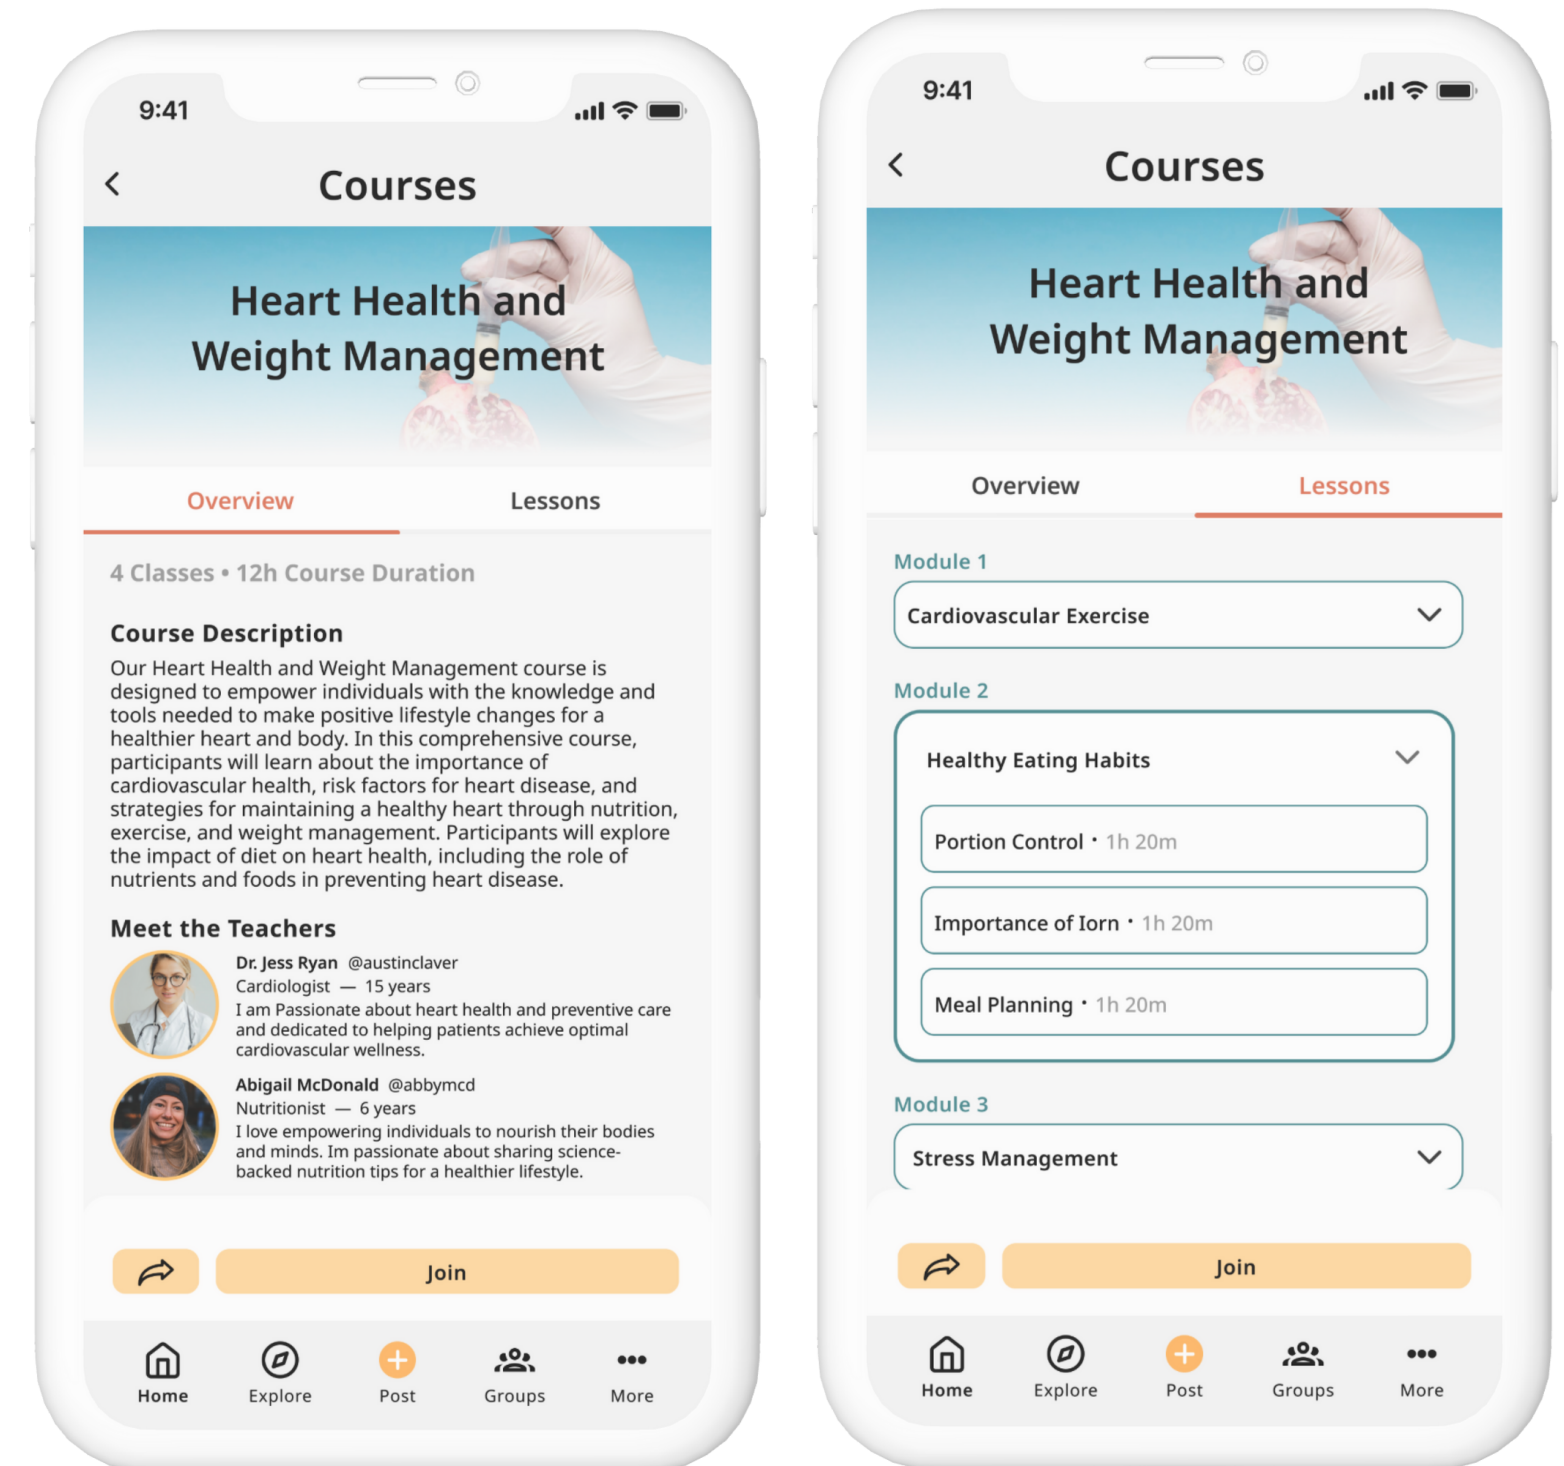 9:41
Courses
Heart Health and
Weight Management
Overview Lessons
4 Classes • 12h Course Duration
Course Description
Our Heart Health and Weight Management course is
designed to empower individuals with the knowledge and
tools needed to make positive lifestyle changes for a
healthier heart and body. In this comprehensive course,
participants will learn about the importance of
cardiovascular health, risk factors for heart disease, and
strategies for maintaining a healthy heart through nutrition,
exercise, and weight management. Participants will explore
the impact of diet on heart health, including the role of
nutrients and foods in preventing heart disease.
Meet the Teachers
Dr. Jess Ryan @austinclaver
Cardiologist — 15 years
I am Passionate about heart health and preventive care
and dedicated to helping patients achieve optimal
cardiovascular wellness.
Abigail McDonald @abbymcd
Nutritionist — 6 years
I love empowering individuals to nourish their bodies
and minds. Im passionate about sharing science-
backed nutrition tips for a healthier lifestyle.
Join
Home Explore Post Groups More
9:41
Courses
Heart Health and
Weight Management
Overview Lessons
Module 1
Cardiovascular Exercise
Module 2
Healthy Eating Habits
Portion Control • 1h 20m
Importance of Iorn • 1h 20m
Meal Planning • 1h 20m
Module 3
Stress Management
Join
Home Explore Post Groups More